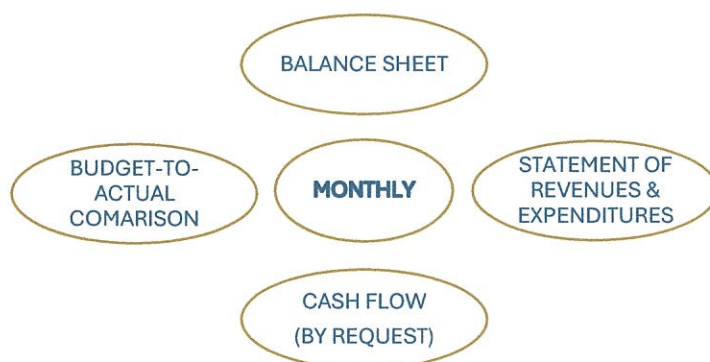 BALANCE SHEET
BUDGET-TO-
ACTUAL
COMARISON
MONTHLY
STATEMENT OF
REVENUES &
EXPENDITURES
CASH FLOW
(BY REQUEST)